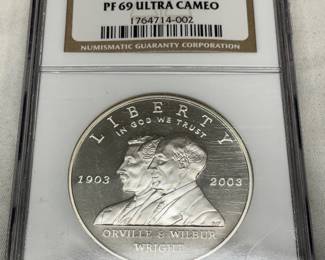 PF 69 ULTRA CAMEO
1764714-002
NUMISMATIC GUARANTY CORPORATION
LIBERTY
IN GOD WE TRUST
1903 2003
ORVILLE & WILBUR
WRIGHT